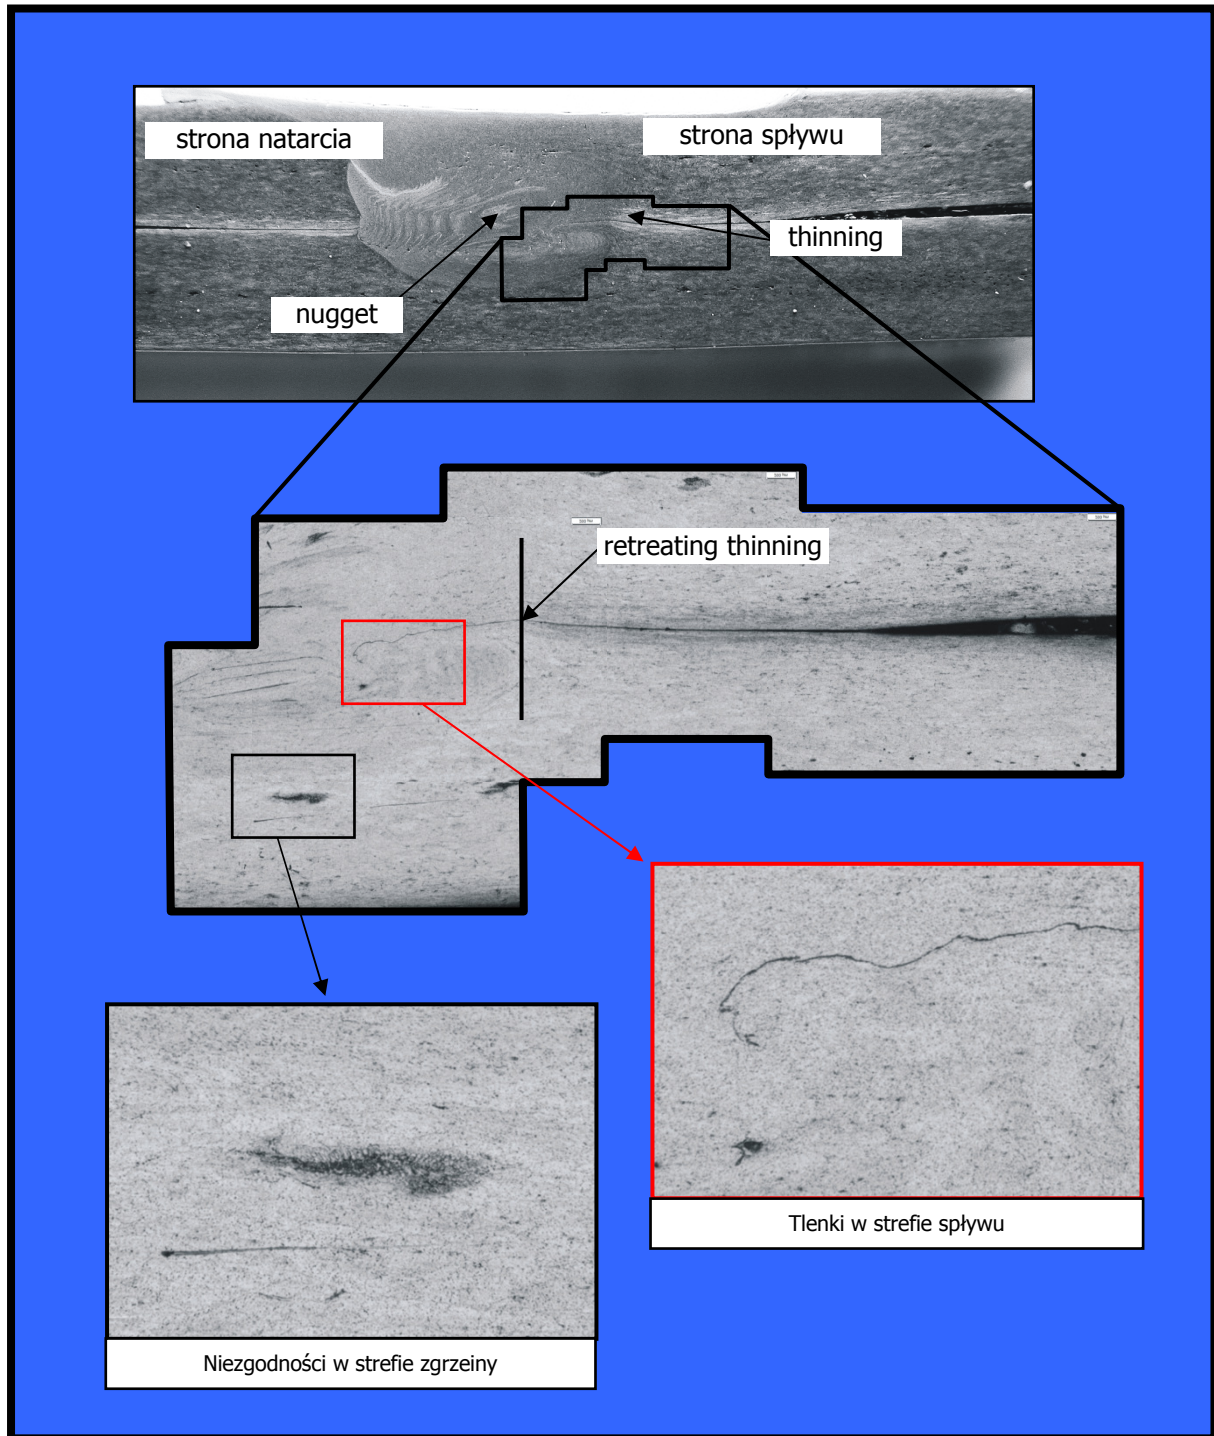 strona natarcia
strona spływu
thinning
nugget
retreating thinning
Tlenki w strefie spływu
Niezgodności w strefie zgrzeiny